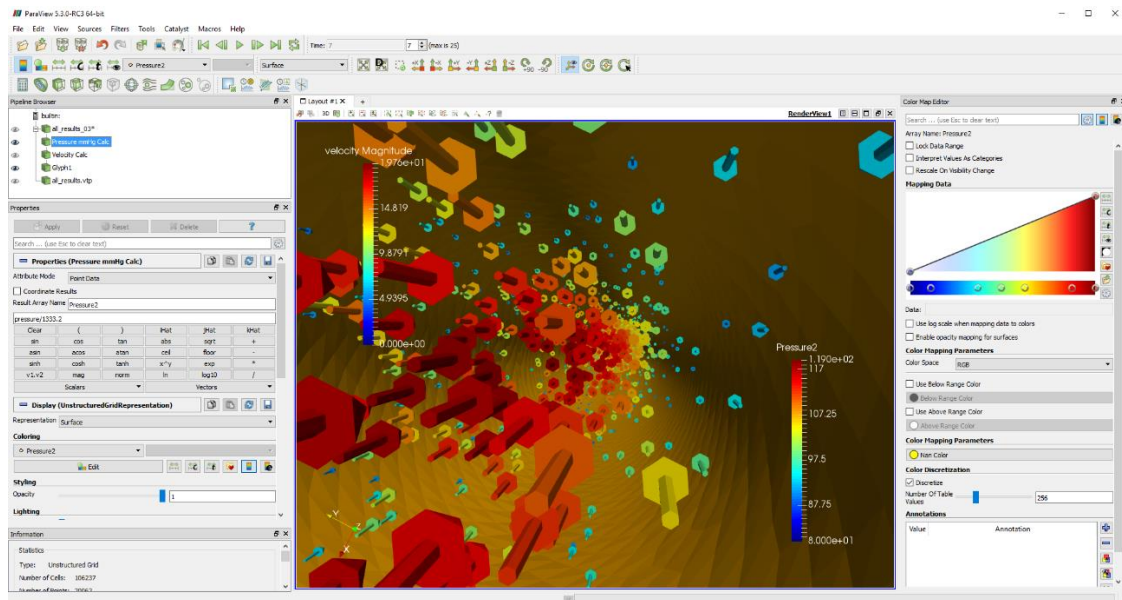 ParaView 5.3.0-RC3 64-bit
File Edit View Sources Filters Tools Catalyst Macros Help
Time: 7 7 (max is 25)
Pressure2 Surface
Pipeline Browser
builtin:
all_results_03*
Pressure mmHg Calc
Velocity Calc
Glyph1
all_results.vtp
Properties
Apply Reset Delete ?
Search ... (use Esc to clear text)
Properties (Pressure mmHg Calc)
Attribute Mode Point Data
Coordinate Results
Result Array Name Pressure2
pressure/1333.2
Clear ( ) iHat jHat kHat
sin cos tan abs sqrt +
asin acos atan ceil floor -
sinh cosh tanh x^y exp *
v1.v2 mag norm ln log10 /
Scalars Vectors
Display (UnstructuredGridRepresentation)
Representation Surface
Coloring
Pressure2
Edit
Styling
Opacity 1
Lighting
Information
Statistics
Type: Unstructured Grid
Number of Cells: 106237
Number of Points: 20063
Layout #1 X +
3D
RenderView1
velocity Magnitude
1.976e+01
14.819
9.8791
4.9395
0.000e+00
Pressure2
1.190e+02
117
107.25
97.5
87.75
8.000e+01
Y
Z
X
Color Map Editor
Search ... (use Esc to clear text)
Array Name: Pressure2
Lock Data Range
Interpret Values As Categories
Rescale On Visibility Change
Mapping Data
Data:
Use log scale when mapping data to colors
Enable opacity mapping for surfaces
Color Mapping Parameters
Color Space RGB
Use Below Range Color
Below Range Color
Use Above Range Color
Above Range Color
Color Mapping Parameters
Nan Color
Color Discretization
Discretize
Number Of Table Values 256
Annotations
Value Annotation